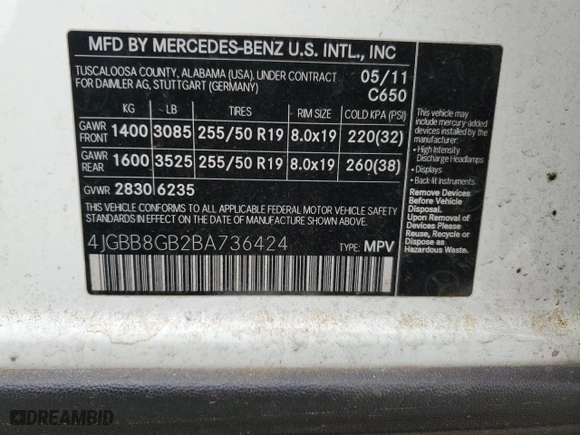 MFD BY MERCEDES-BENZ U.S. INTL., INC
TUSCALOOSA COUNTY, ALABAMA (USA). UNDER CONTRACT
FOR DAIMLER AG, STUTTGART (GERMANY)
05/11
C650
KG LB TIRES RIM SIZE COLD KPA (PSI)
GAWR FRONT 1400 3085 255/50 R19 8.0x19 220(32)
GAWR REAR 1600 3525 255/50 R19 8.0x19 260(38)
GVWR 2830 6235
THIS VEHICLE CONFORMS TO ALL APPLICABLE FEDERAL MOTOR VEHICLE SAFETY
STANDARDS IN EFFECT ON THE DATE OF MANUFACTURE SHOWN ABOVE.
4JGBB8GB2BA736424 TYPE: MPV
This vehicle may
include mercury-added
devices installed by the
manufacturer:
• High Intensity
Discharge Headlamps
• Displays
• Back-lit Instruments
Remove Devices
Before Vehicle
Disposal.
Upon Removal of
Devices Please
Reuse, Recycle or
Dispose as
Hazardous Waste.
DREAMBID